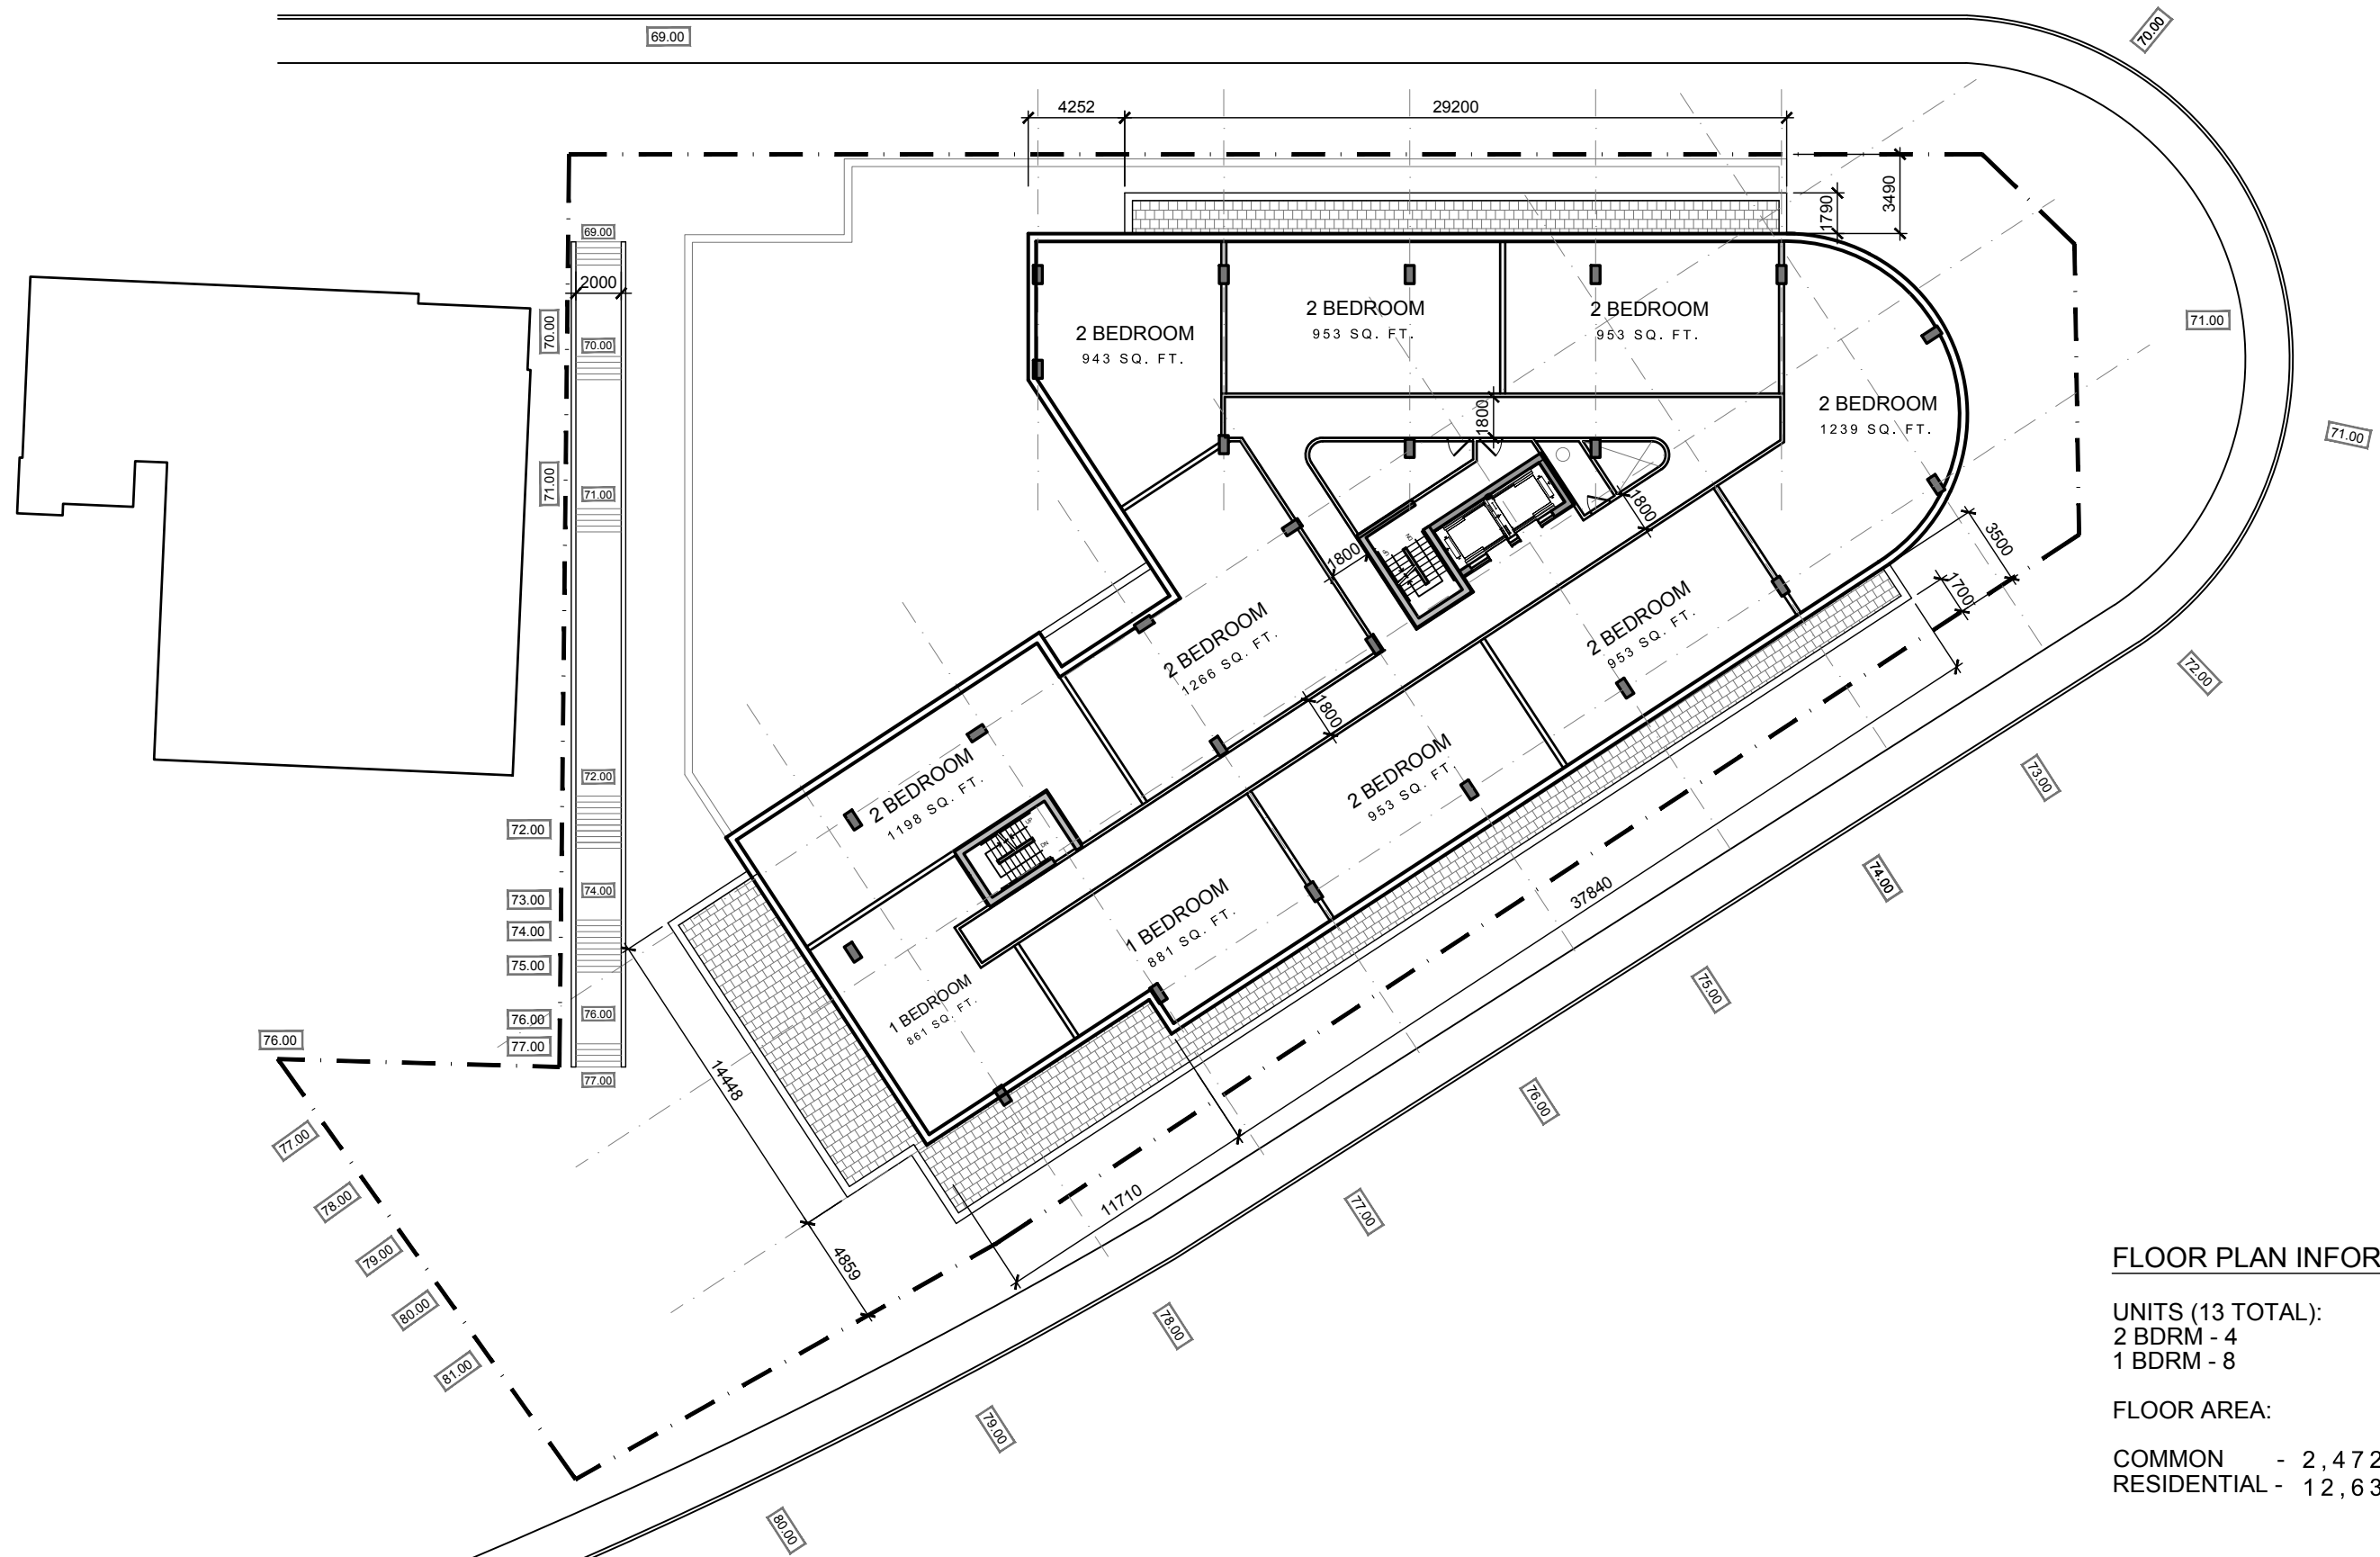 69.00
70.00
4252
29200
3490
1790
69.00
2000
70.00
70.00
71.00
71.00
71.00
71.00
2 BEDROOM
943 SQ. FT.
2 BEDROOM
953 SQ. FT.
2 BEDROOM
953 SQ. FT.
2 BEDROOM
1239 SQ. FT.
1800
1800
1800
UP
DN
3500
1700
2 BEDROOM
1266 SQ. FT.
2 BEDROOM
953 SQ. FT.
1800
2 BEDROOM
953 SQ. FT.
2 BEDROOM
1198 SQ. FT.
UP
DN
1 BEDROOM
881 SQ. FT.
1 BEDROOM
861 SQ. FT.
72.00
72.00
73.00
74.00
74.00
75.00
76.00
76.00
77.00
77.00
76.00
77.00
78.00
79.00
80.00
81.00
14448
4859
11710
37840
72.00
73.00
74.00
75.00
76.00
77.00
78.00
79.00
80.00
FLOOR PLAN INFOR
UNITS (13 TOTAL):
2 BDRM - 4
1 BDRM - 8
FLOOR AREA:
COMMON - 2,472
RESIDENTIAL - 12,63